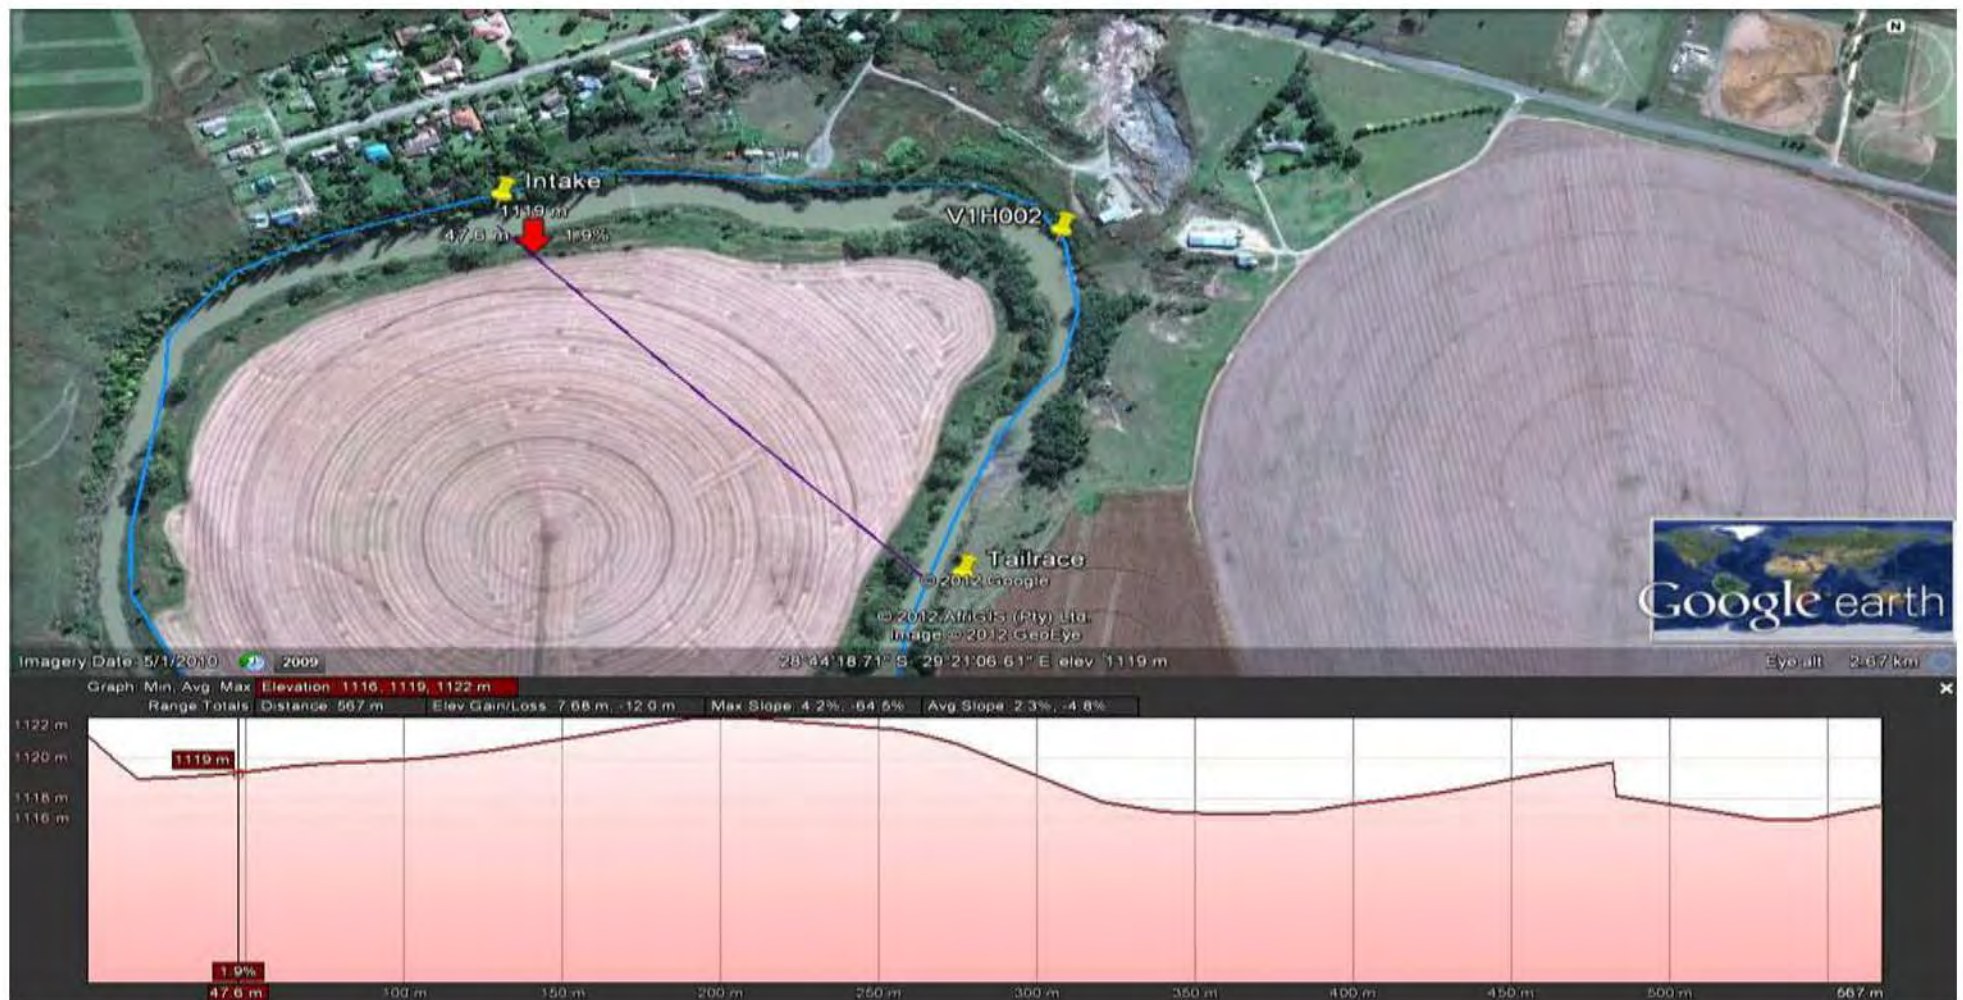 N
Intake
1119 m
47.6 m 1.9%
V1H002
Tailrace
© 2012 Google
© 2012 AfriGIS (Pty) Ltd.
Image © 2012 GeoEye
Google earth
Imagery Date: 5/1/2010 2009 28°44'18.71" S 29°21'06.61" E elev 1119 m Eye alt 2.67 km
Graph: Min, Avg, Max Elevation: 1116, 1119, 1122 m
Range Totals: Distance: 567 m Elev Gain/Loss: 7.68 m, -12.0 m Max Slope: 4.2%, -64.5% Avg Slope: 2.3%, -4.8%
1122 m
1120 m
1118 m
1116 m
1119 m
1.9%
47.6 m 100 m 150 m 200 m 250 m 300 m 350 m 400 m 450 m 500 m 567 m